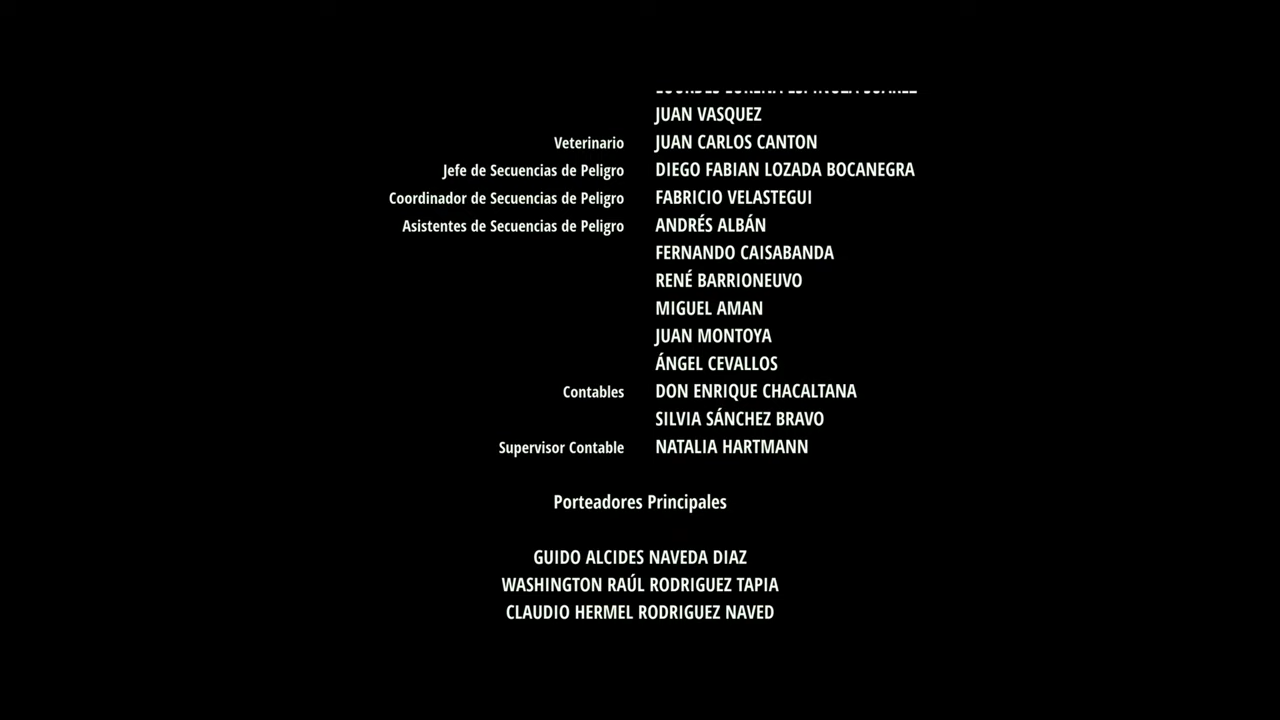 JUAN VASQUEZ
Veterinario JUAN CARLOS CANTON
Jefe de Secuencias de Peligro DIEGO FABIAN LOZADA BOCANEGRA
Coordinador de Secuencias de Peligro FABRICIO VELASTEGUI
Asistentes de Secuencias de Peligro ANDRÉS ALBÁN
FERNANDO CAISABANDA
RENÉ BARRIONEUVO
MIGUEL AMAN
JUAN MONTOYA
ÁNGEL CEVALLOS
Contables DON ENRIQUE CHACALTANA
SILVIA SÁNCHEZ BRAVO
Supervisor Contable NATALIA HARTMANN
Porteadores Principales
GUIDO ALCIDES NAVEDA DIAZ
WASHINGTON RAÚL RODRIGUEZ TAPIA
CLAUDIO HERMEL RODRIGUEZ NAVED